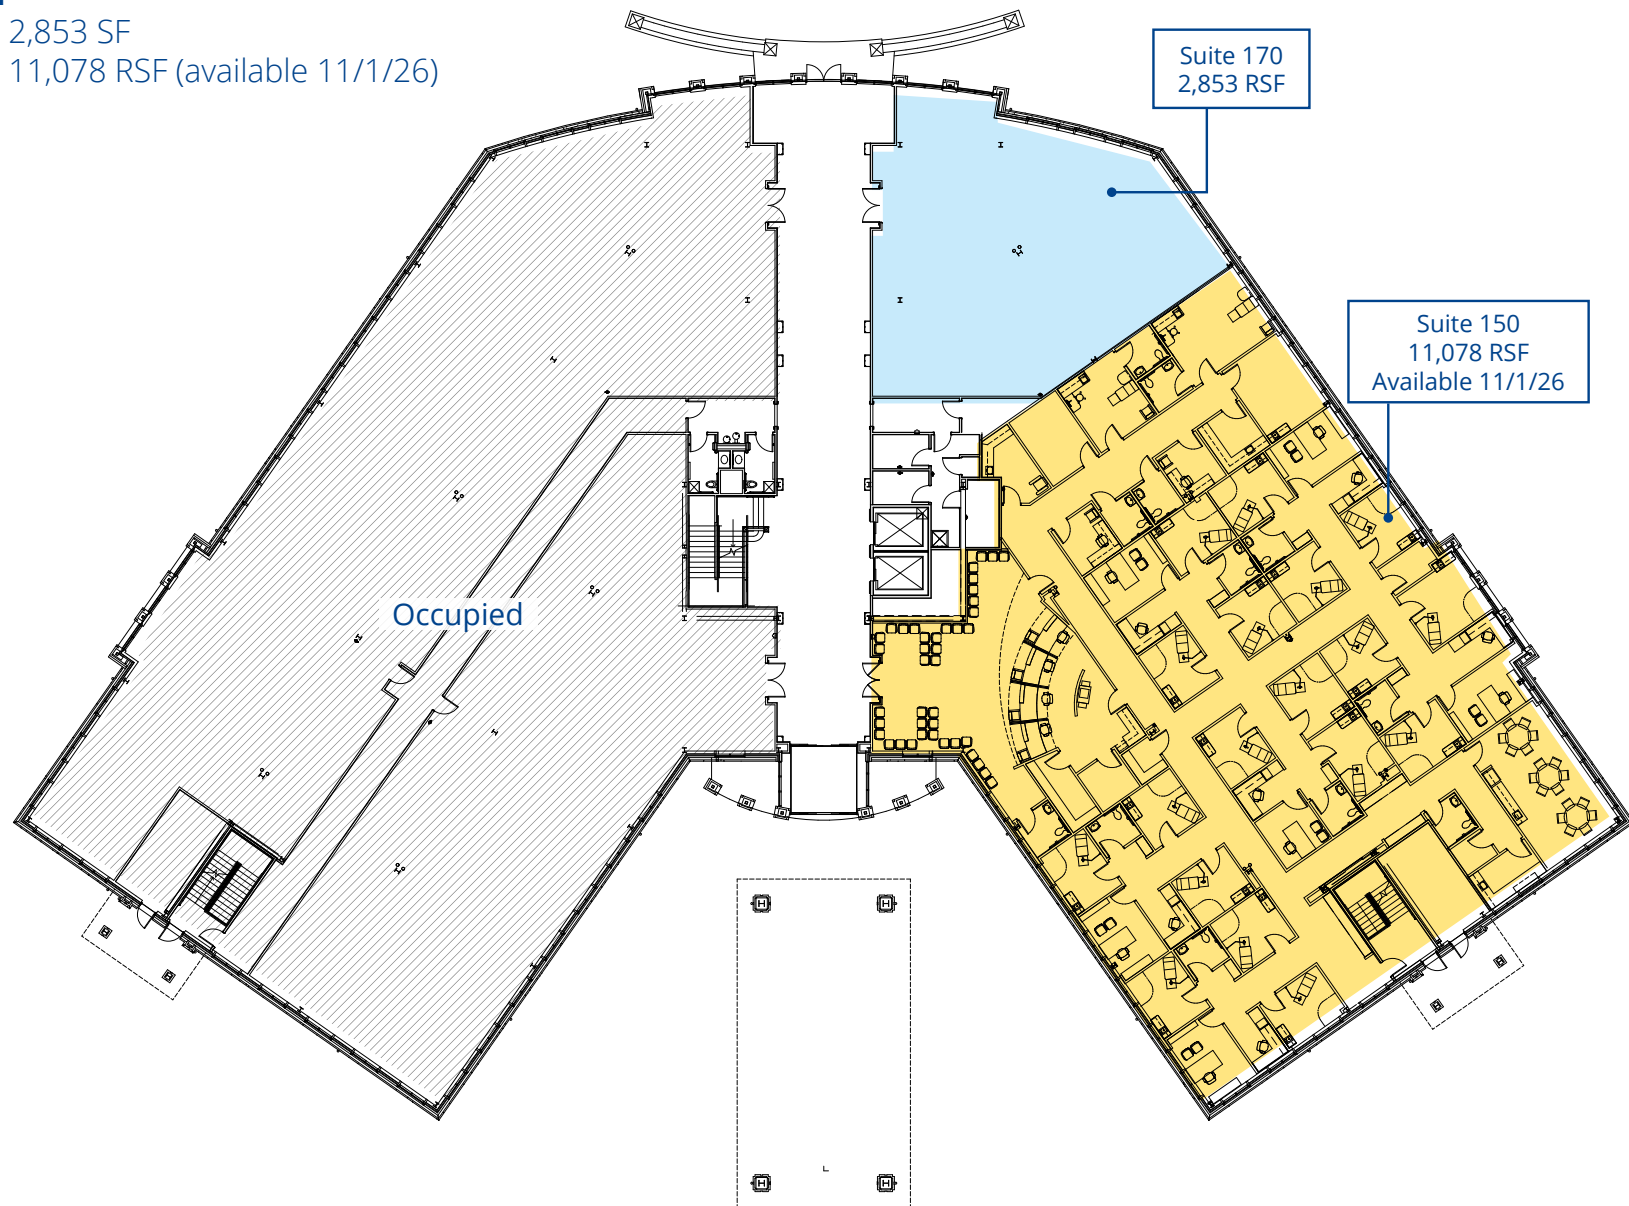 2,853 SF
11,078 RSF (available 11/1/26)
Suite 170
2,853 RSF
Suite 150
11,078 RSF
Available 11/1/26
Occupied